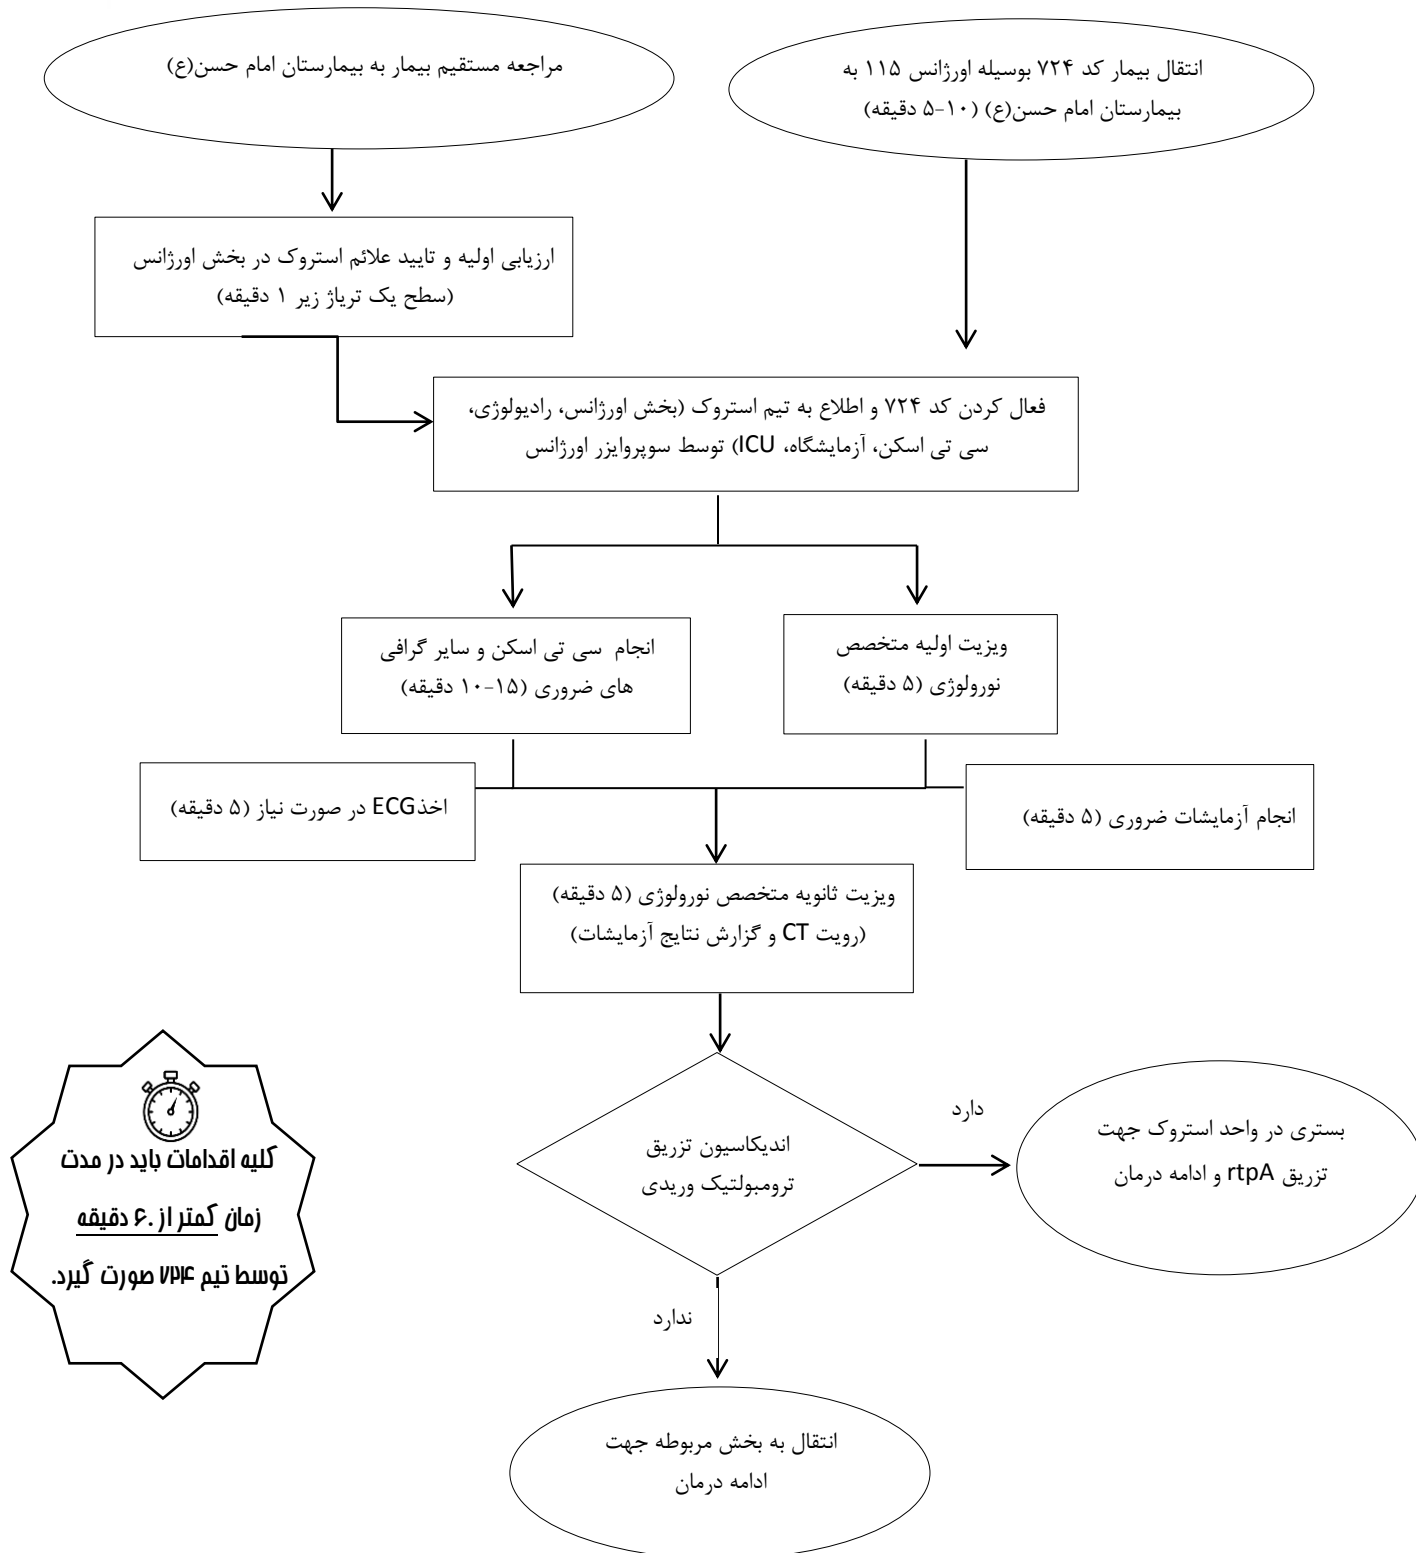 انتقال بیمار کد ۷۲۴ بوسیله اورژانس ۱۱۵ به
بیمارستان امام حسن(ع) (۱۰-۵ دقیقه)
مراجعه مستقیم بیمار به بیمارستان امام حسن(ع)
ارزیابی اولیه و تایید علائم استروک در بخش اورژانس
(سطح یک تریاژ زیر ۱ دقیقه)
فعال کردن کد ۷۲۴ و اطلاع به تیم استروک (بخش اورژانس، رادیولوژی،
سی تی اسکن، آزمایشگاه، ICU) توسط سوپروایزر اورژانس
ویزیت اولیه متخصص
نورولوژی (۵ دقیقه)
انجام سی تی اسکن و سایر گرافی
های ضروری (۱۵-۱۰ دقیقه)
انجام آزمایشات ضروری (۵ دقیقه)
اخذECG در صورت نیاز (۵ دقیقه)
ویزیت ثانویه متخصص نورولوژی (۵ دقیقه)
(رویت CT و گزارش نتایج آزمایشات)
اندیکاسیون تزریق
ترومبولتیک وریدی
دارد
بستری در واحد استروک جهت
تزریق rtpA و ادامه درمان
ندارد
انتقال به بخش مربوطه جهت
ادامه درمان
کلیه اقدامات باید در مدت
زمان کمتر از ۶۰ دقیقه
توسط تیم ۷۲۴ صورت گیرد.